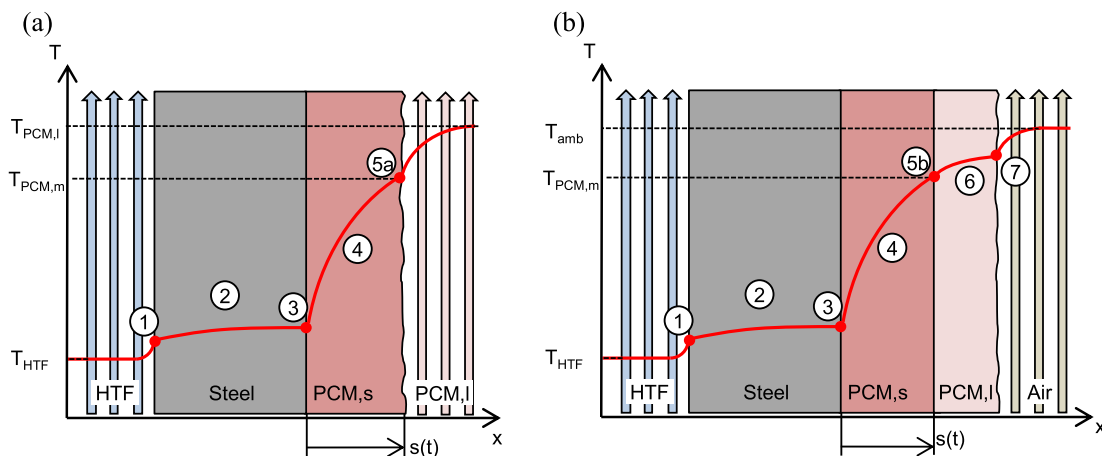 (a)
T
T_PCM,l
T_PCM,m
T_HTF
1
2
3
4
5a
HTF
Steel
PCM,s
PCM,l
x
s(t)
(b)
T
T_amb
T_PCM,m
T_HTF
1
2
3
4
5b
6
7
HTF
Steel
PCM,s
PCM,l
Air
x
s(t)